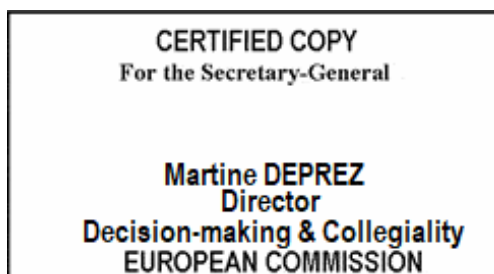 CERTIFIED COPY
For the Secretary-General
Martine DEPREZ
Director
Decision-making & Collegiality
EUROPEAN COMMISSION